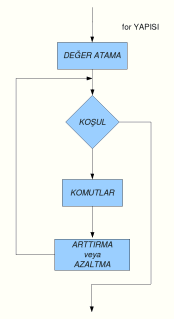 for YAPISI
DEĞER ATAMA
KOŞUL
KOMUTLAR
ARTTIRMA
veya
AZALTMA